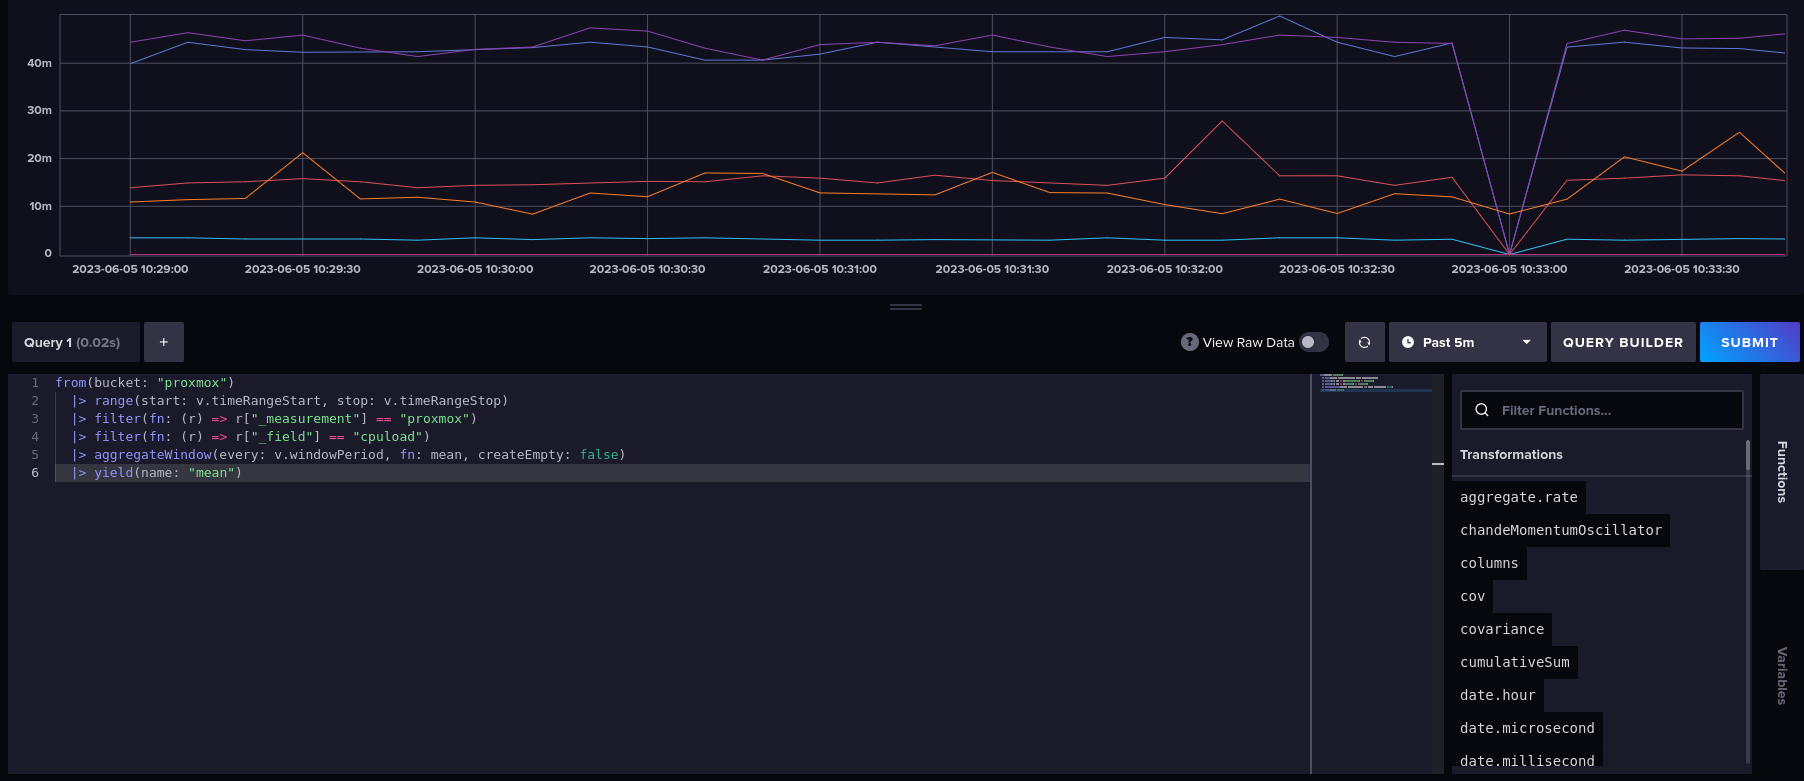 40m
30m
20m
10m
0
2023-06-05 10:29:00 2023-06-05 10:29:30 2023-06-05 10:30:00 2023-06-05 10:30:30 2023-06-05 10:31:00 2023-06-05 10:31:30 2023-06-05 10:32:00 2023-06-05 10:32:30 2023-06-05 10:33:00 2023-06-05 10:33:30
Query 1 (0.02s) + ? View Raw Data Past 5m QUERY BUILDER SUBMIT
1 from(bucket: "proxmox")
2 |> range(start: v.timeRangeStart, stop: v.timeRangeStop)
3 |> filter(fn: (r) => r["_measurement"] == "proxmox")
4 |> filter(fn: (r) => r["_field"] == "cpuload")
5 |> aggregateWindow(every: v.windowPeriod, fn: mean, createEmpty: false)
6 |> yield(name: "mean")
Filter Functions...
Transformations
aggregate.rate
chandeMomentumOscillator
columns
cov
covariance
cumulativeSum
date.hour
date.microsecond
date.millisecond
Functions
Variables